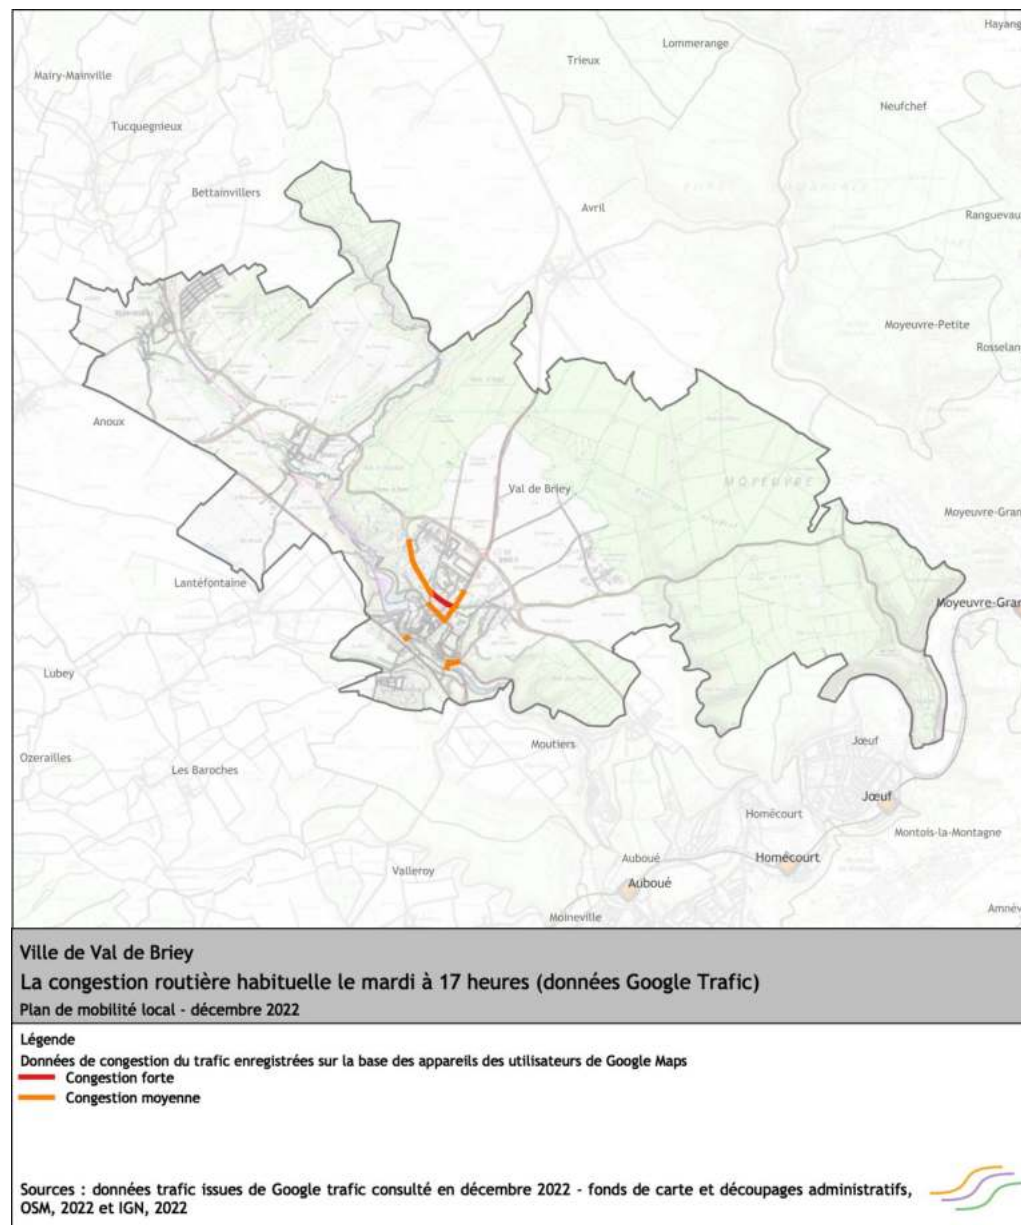 Hayang
Lommerange
Trieux
Mairy-Mainville
Neufchef
Tucquegnieux
Bettainvillers
Avril
Ranguevau
Moyeuvre-Petite
Rosselan
Anoux
Val de Briey
MOYEUVRE
Moyeuvre-Gran
Lantéfontaine
Moyeuvre-Gran
Lubey
Moutiers
Jœuf
Ozerailles
Les Baroches
Jœuf
Homécourt
Montois-la-Montagne
Auboué
Homécourt
Valleroy
Auboué
Amnév
Moineville
Ville de Val de Briey
La congestion routière habituelle le mardi à 17 heures (données Google Trafic)
Plan de mobilité local - décembre 2022
Légende
Données de congestion du trafic enregistrées sur la base des appareils des utilisateurs de Google Maps
Congestion forte
Congestion moyenne
Sources : données trafic issues de Google trafic consulté en décembre 2022 - fonds de carte et découpages administratifs,
OSM, 2022 et IGN, 2022